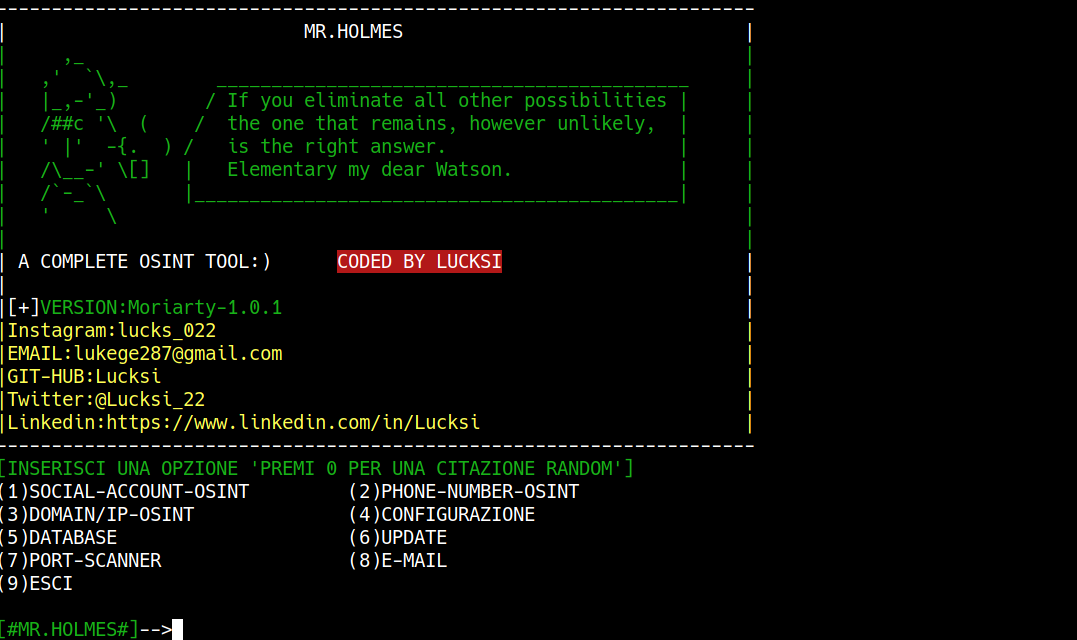 MR.HOLMES
If you eliminate all other possibilities
the one that remains, however unlikely,
is the right answer.
Elementary my dear Watson.
A COMPLETE OSINT TOOL:) CODED BY LUCKSI
[+]VERSION:Moriarty-1.0.1
Instagram:lucks_022
EMAIL:lukege287@gmail.com
GIT-HUB:Lucksi
Twitter:@Lucksi_22
Linkedin:https://www.linkedin.com/in/Lucksi
[INSERISCI UNA OPZIONE 'PREMI 0 PER UNA CITAZIONE RANDOM']
(1)SOCIAL-ACCOUNT-OSINT (2)PHONE-NUMBER-OSINT
(3)DOMAIN/IP-OSINT (4)CONFIGURAZIONE
(5)DATABASE (6)UPDATE
(7)PORT-SCANNER (8)E-MAIL
(9)ESCI
[#MR.HOLMES#]-->